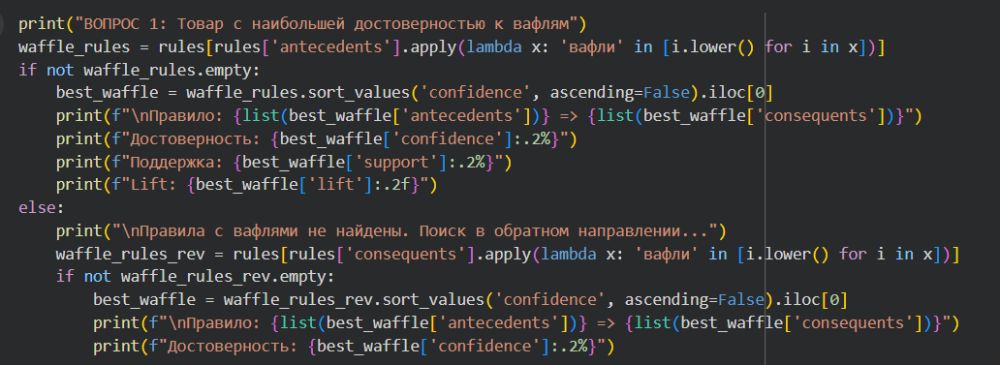 print("ВОПРОС 1: Товар с наибольшей достоверностью к вафлям")
waffle_rules = rules[rules['antecedents'].apply(lambda x: 'вафли' in [i.lower() for i in x])]
if not waffle_rules.empty:
    best_waffle = waffle_rules.sort_values('confidence', ascending=False).iloc[0]
    print(f"\nПравило: {list(best_waffle['antecedents'])} => {list(best_waffle['consequents'])}")
    print(f"Достоверность: {best_waffle['confidence']:.2%}")
    print(f"Поддержка: {best_waffle['support']:.2%}")
    print(f"Lift: {best_waffle['lift']:.2f}")
else:
    print("\nПравила с вафлями не найдены. Поиск в обратном направлении...")
    waffle_rules_rev = rules[rules['consequents'].apply(lambda x: 'вафли' in [i.lower() for i in x])]
    if not waffle_rules_rev.empty:
        best_waffle = waffle_rules_rev.sort_values('confidence', ascending=False).iloc[0]
        print(f"\nПравило: {list(best_waffle['antecedents'])} => {list(best_waffle['consequents'])}")
        print(f"Достоверность: {best_waffle['confidence']:.2%}")